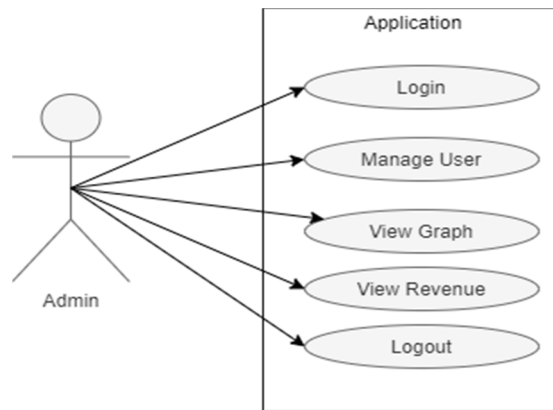 Application
Login
Manage User
View Graph
View Revenue
Logout
Admin